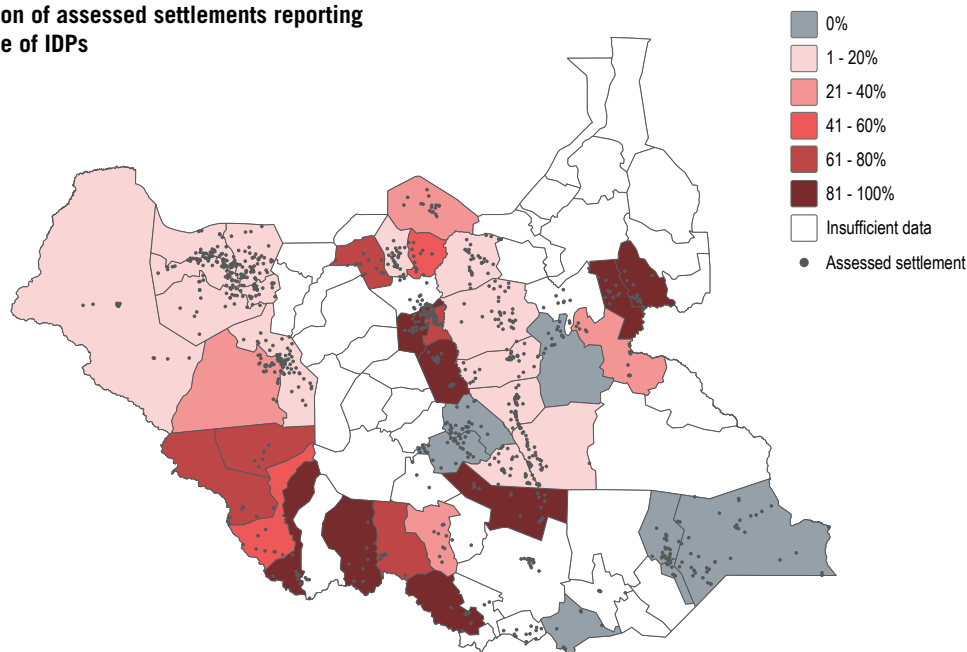 on of assessed settlements reporting
e of IDPs
0%
1 - 20%
21 - 40%
41 - 60%
61 - 80%
81 - 100%
Insufficient data
Assessed settlement